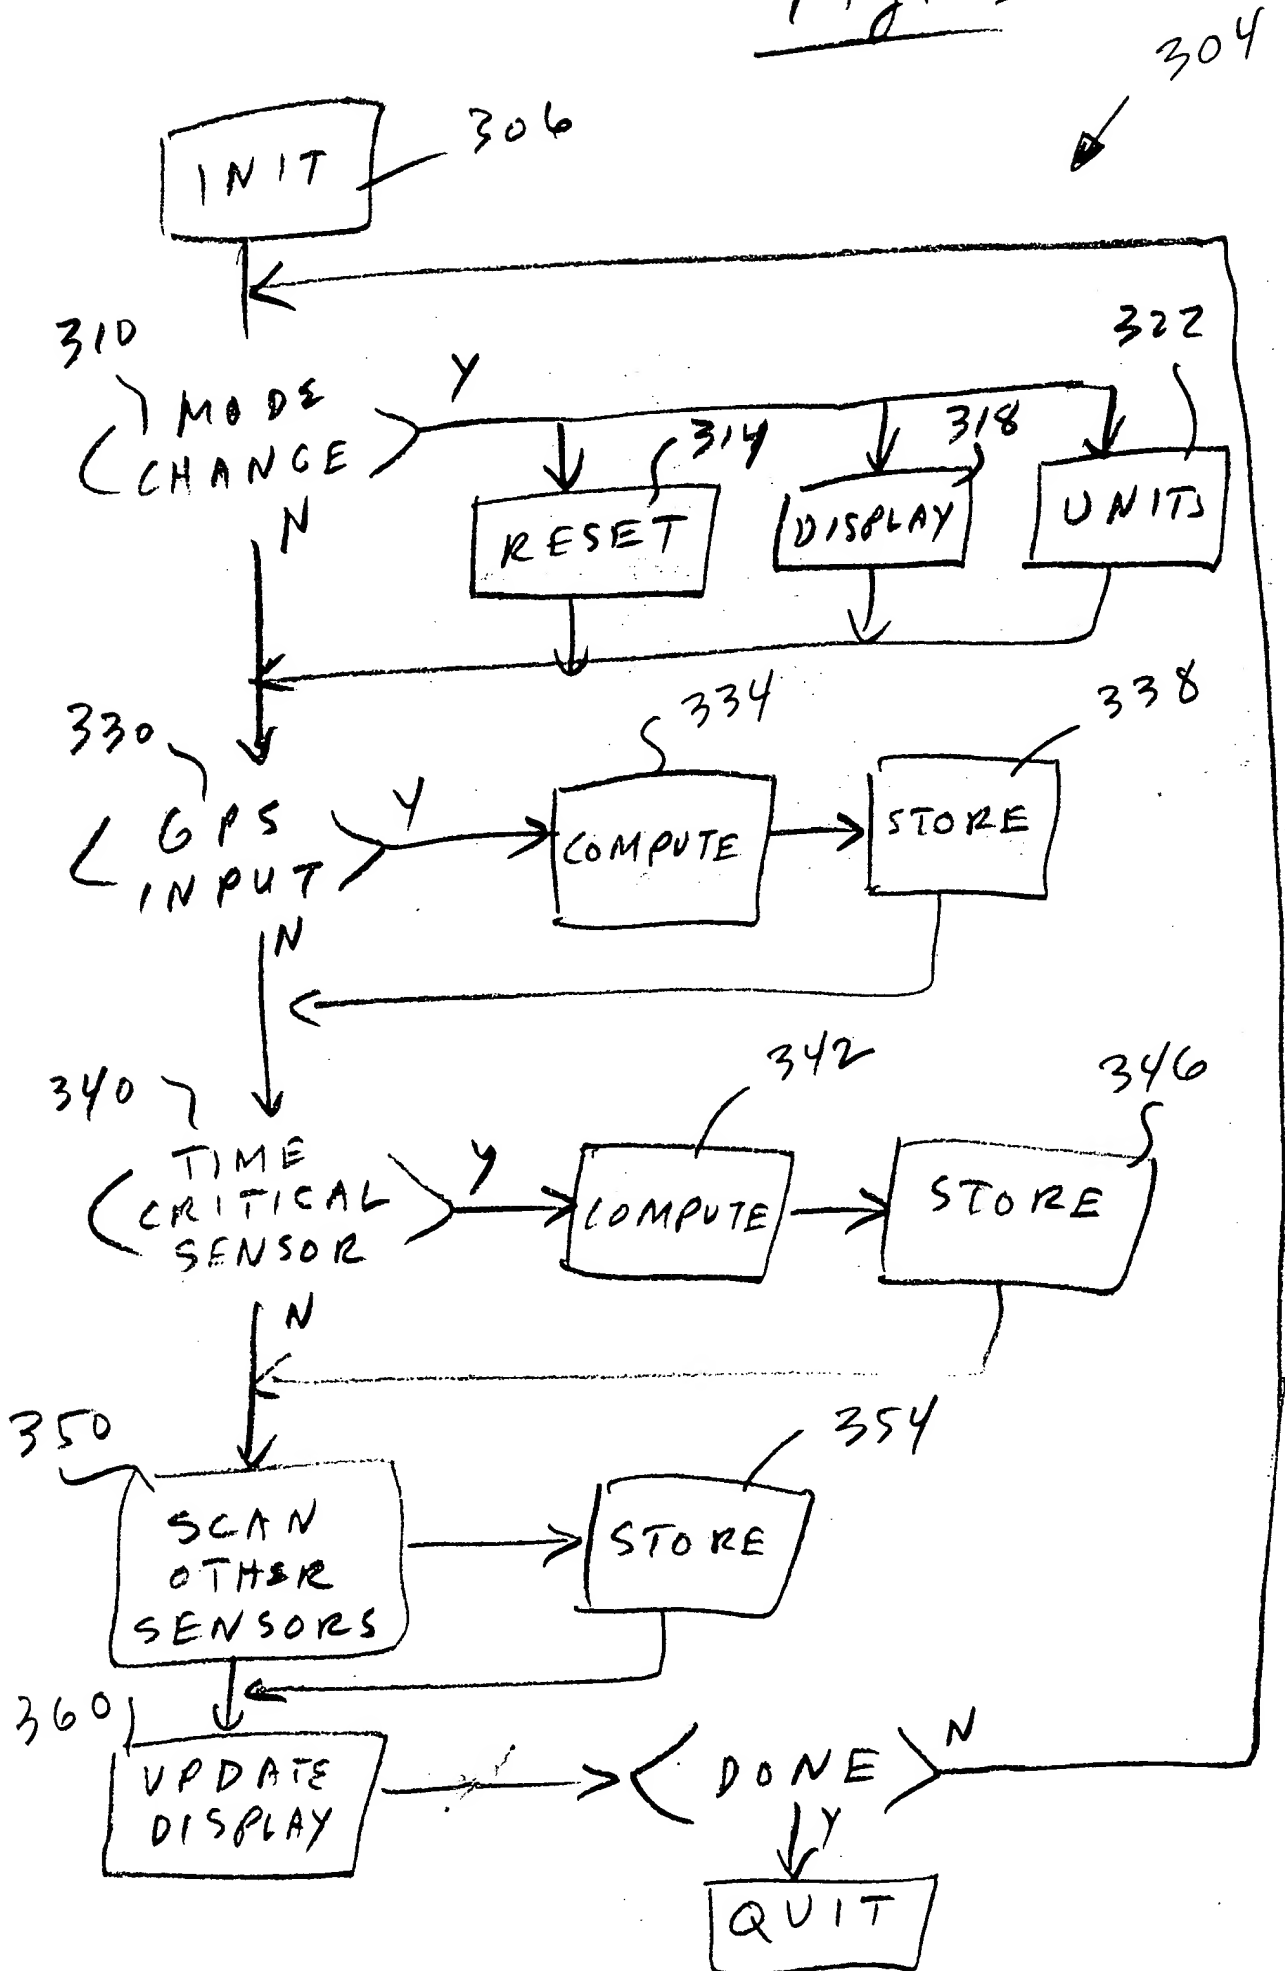 304
306
INIT
310
322
Y
MODE
CHANGE
314
318
N
RESET
DISPLAY
UNITS
330
334
338
Y
GPS
INPUT
COMPUTE
STORE
N
340
342
346
TIME
CRITICAL
SENSOR
Y
COMPUTE
STORE
N
350
354
SCAN
OTHER
SENSORS
STORE
360
UPDATE
DISPLAY
DONE
N
Y
QUIT